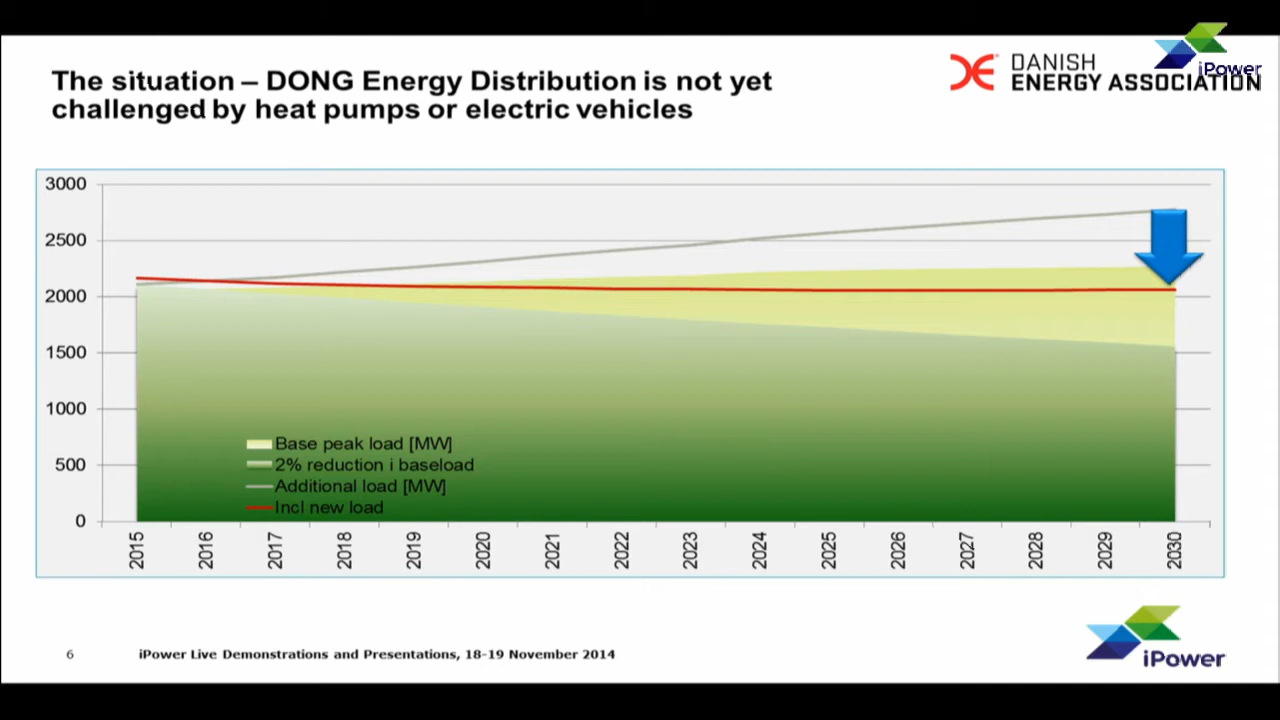 The situation – DONG Energy Distribution is not yet
challenged by heat pumps or electric vehicles
DANISH
ENERGY ASSOCIATION
iPower
3000
2500
2000
1500
1000
500
0
Base peak load [MW]
2% reduction i baseload
Additional load [MW]
Incl new load
2015 2016 2017 2018 2019 2020 2021 2022 2023 2024 2025 2026 2027 2028 2029 2030
6 iPower Live Demonstrations and Presentations, 18-19 November 2014
iPower